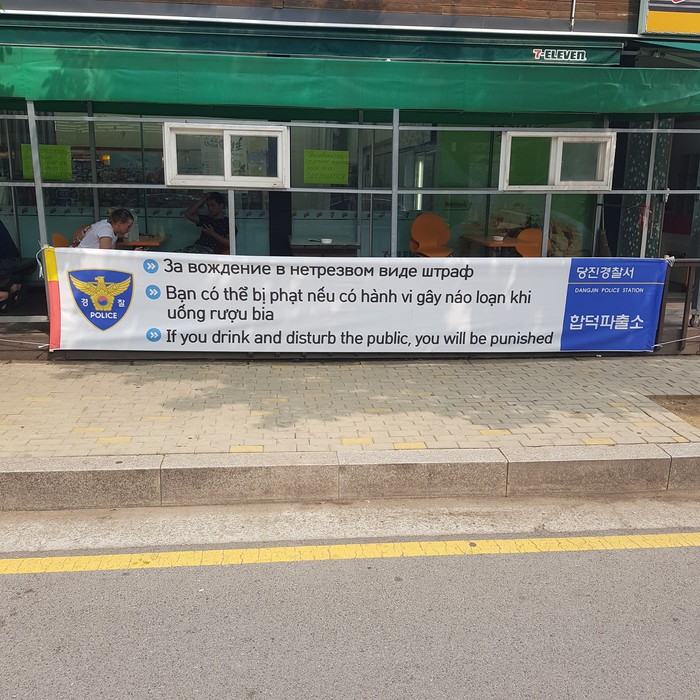 7-ELEVEN
За вождение в нетрезвом виде штраф
Bạn có thể bị phạt nếu có hành vi gây náo loạn khi
uống rượu bia
If you drink and disturb the public, you will be punished
경찰
POLICE
당진경찰서
DANGJIN POLICE STATION
합덕파출소